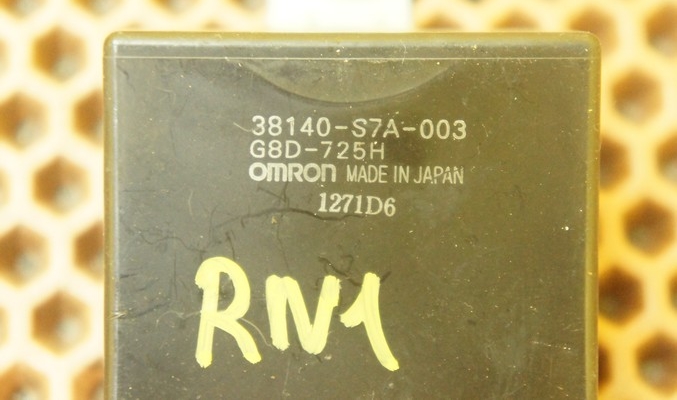 38140-S7A-003
G8D-725H
OMRON MADE IN JAPAN
1271D6
RN1